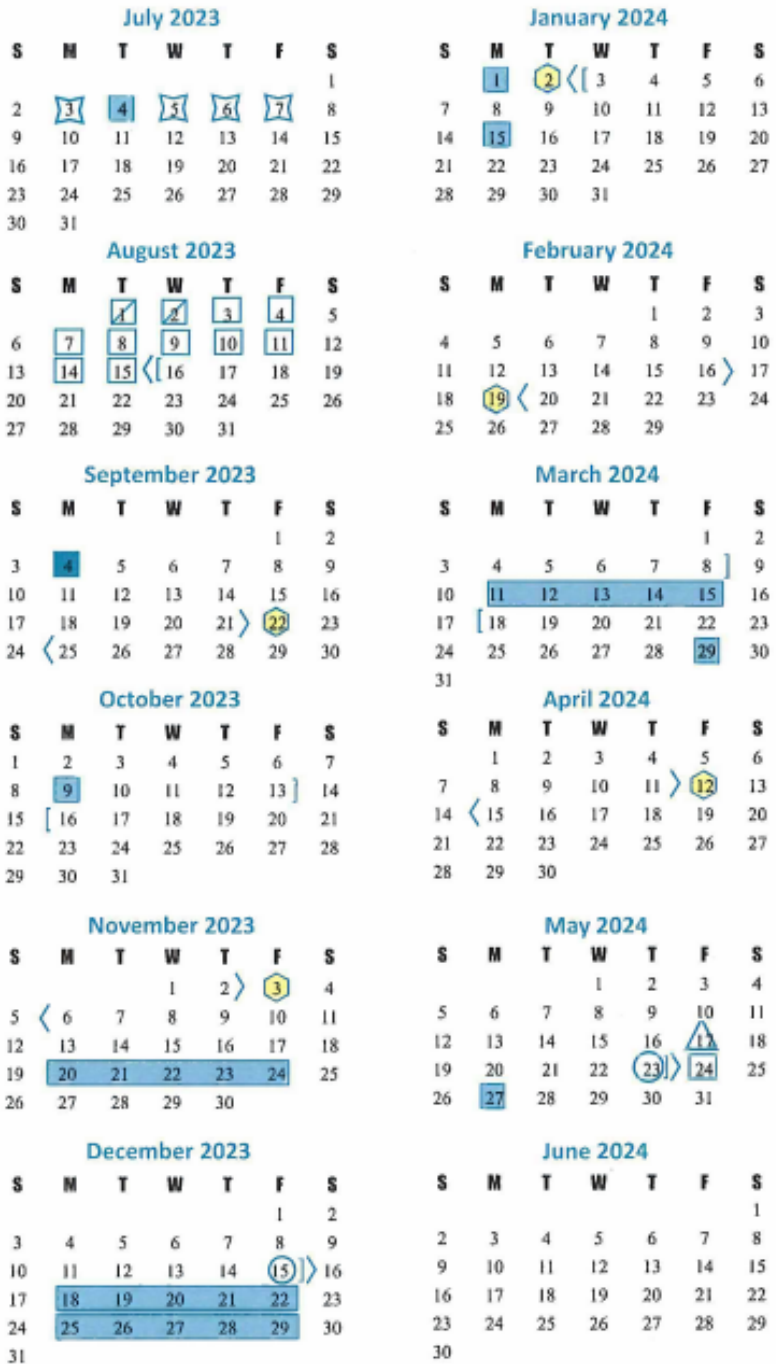 July 2023
S M T W T F S
1
2 3 4 5 6 7 8
9 10 11 12 13 14 15
16 17 18 19 20 21 22
23 24 25 26 27 28 29
30 31
August 2023
S M T W T F S
1 2 3 4 5
6 7 8 9 10 11 12
13 14 15 〈[ 16 17 18 19
20 21 22 23 24 25 26
27 28 29 30 31
September 2023
S M T W T F S
1 2
3 4 5 6 7 8 9
10 11 12 13 14 15 16
17 18 19 20 21 〉 22 23
24 〈 25 26 27 28 29 30
October 2023
S M T W T F S
1 2 3 4 5 6 7
8 9 10 11 12 13 ] 14
15 [ 16 17 18 19 20 21
22 23 24 25 26 27 28
29 30 31
November 2023
S M T W T F S
1 2 〉 3 4
5 〈 6 7 8 9 10 11
12 13 14 15 16 17 18
19 20 21 22 23 24 25
26 27 28 29 30
December 2023
S M T W T F S
1 2
3 4 5 6 7 8 9
10 11 12 13 14 15 ]〉 16
17 18 19 20 21 22 23
24 25 26 27 28 29 30
31
January 2024
S M T W T F S
1 2 〈[ 3 4 5 6
7 8 9 10 11 12 13
14 15 16 17 18 19 20
21 22 23 24 25 26 27
28 29 30 31
February 2024
S M T W T F S
1 2 3
4 5 6 7 8 9 10
11 12 13 14 15 16 〉 17
18 19 〈 20 21 22 23 24
25 26 27 28 29
March 2024
S M T W T F S
1 2
3 4 5 6 7 8 ] 9
10 11 12 13 14 15 16
17 [ 18 19 20 21 22 23
24 25 26 27 28 29 30
31
April 2024
S M T W T F S
1 2 3 4 5 6
7 8 9 10 11 〉 12 13
14 〈 15 16 17 18 19 20
21 22 23 24 25 26 27
28 29 30
May 2024
S M T W T F S
1 2 3 4
5 6 7 8 9 10 11
12 13 14 15 16 17 18
19 20 21 22 23 ]〉 24 25
26 27 28 29 30 31
June 2024
S M T W T F S
1
2 3 4 5 6 7 8
9 10 11 12 13 14 15
16 17 18 19 20 21 22
23 24 25 26 27 28 29
30